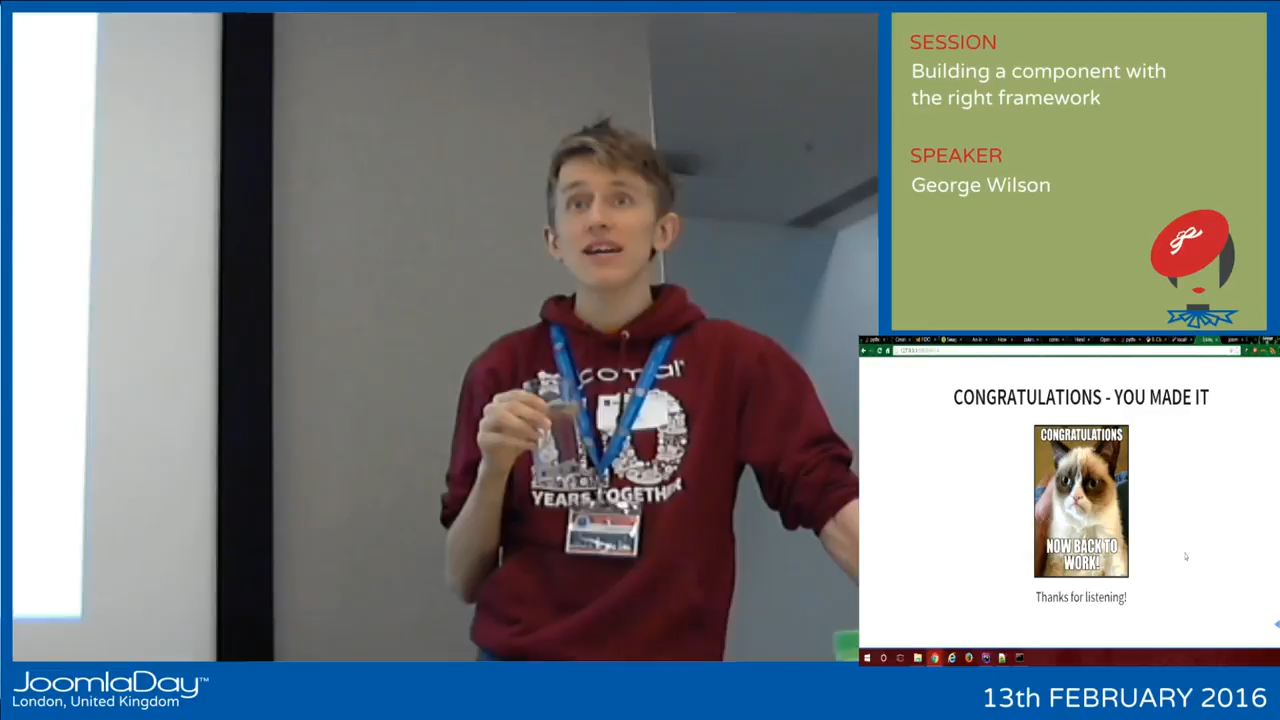 SESSION
Building a component with
the right framework
SPEAKER
George Wilson
YEARS TOGETHER
CONGRATULATIONS - YOU MADE IT
CONGRATULATIONS
NOW BACK TO
WORK!
Thanks for listening!
JoomlaDay™
London, United Kingdom
13th FEBRUARY 2016